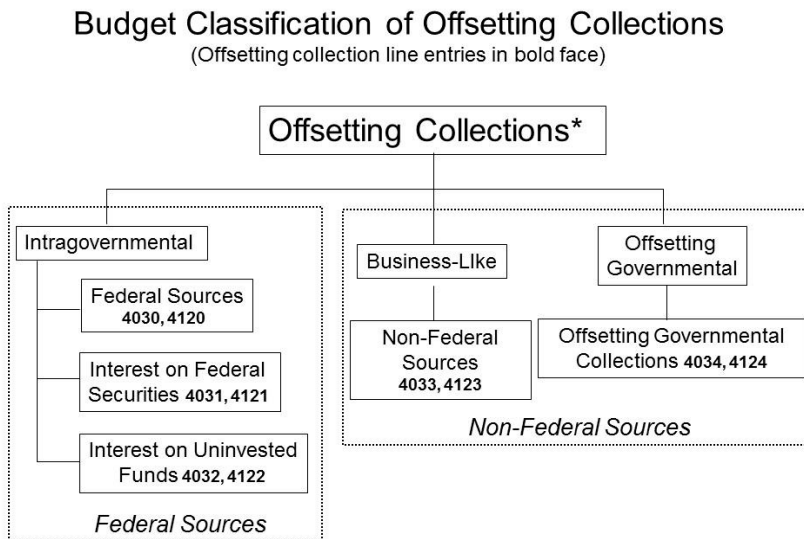 Budget Classification of Offsetting Collections
(Offsetting collection line entries in bold face)
Offsetting Collections*
Intragovernmental
Federal Sources
4030, 4120
Interest on Federal
Securities 4031, 4121
Interest on Uninvested
Funds 4032, 4122
Federal Sources
Business-LIke
Non-Federal
Sources
4033, 4123
Offsetting
Governmental
Offsetting Governmental
Collections 4034, 4124
Non-Federal Sources